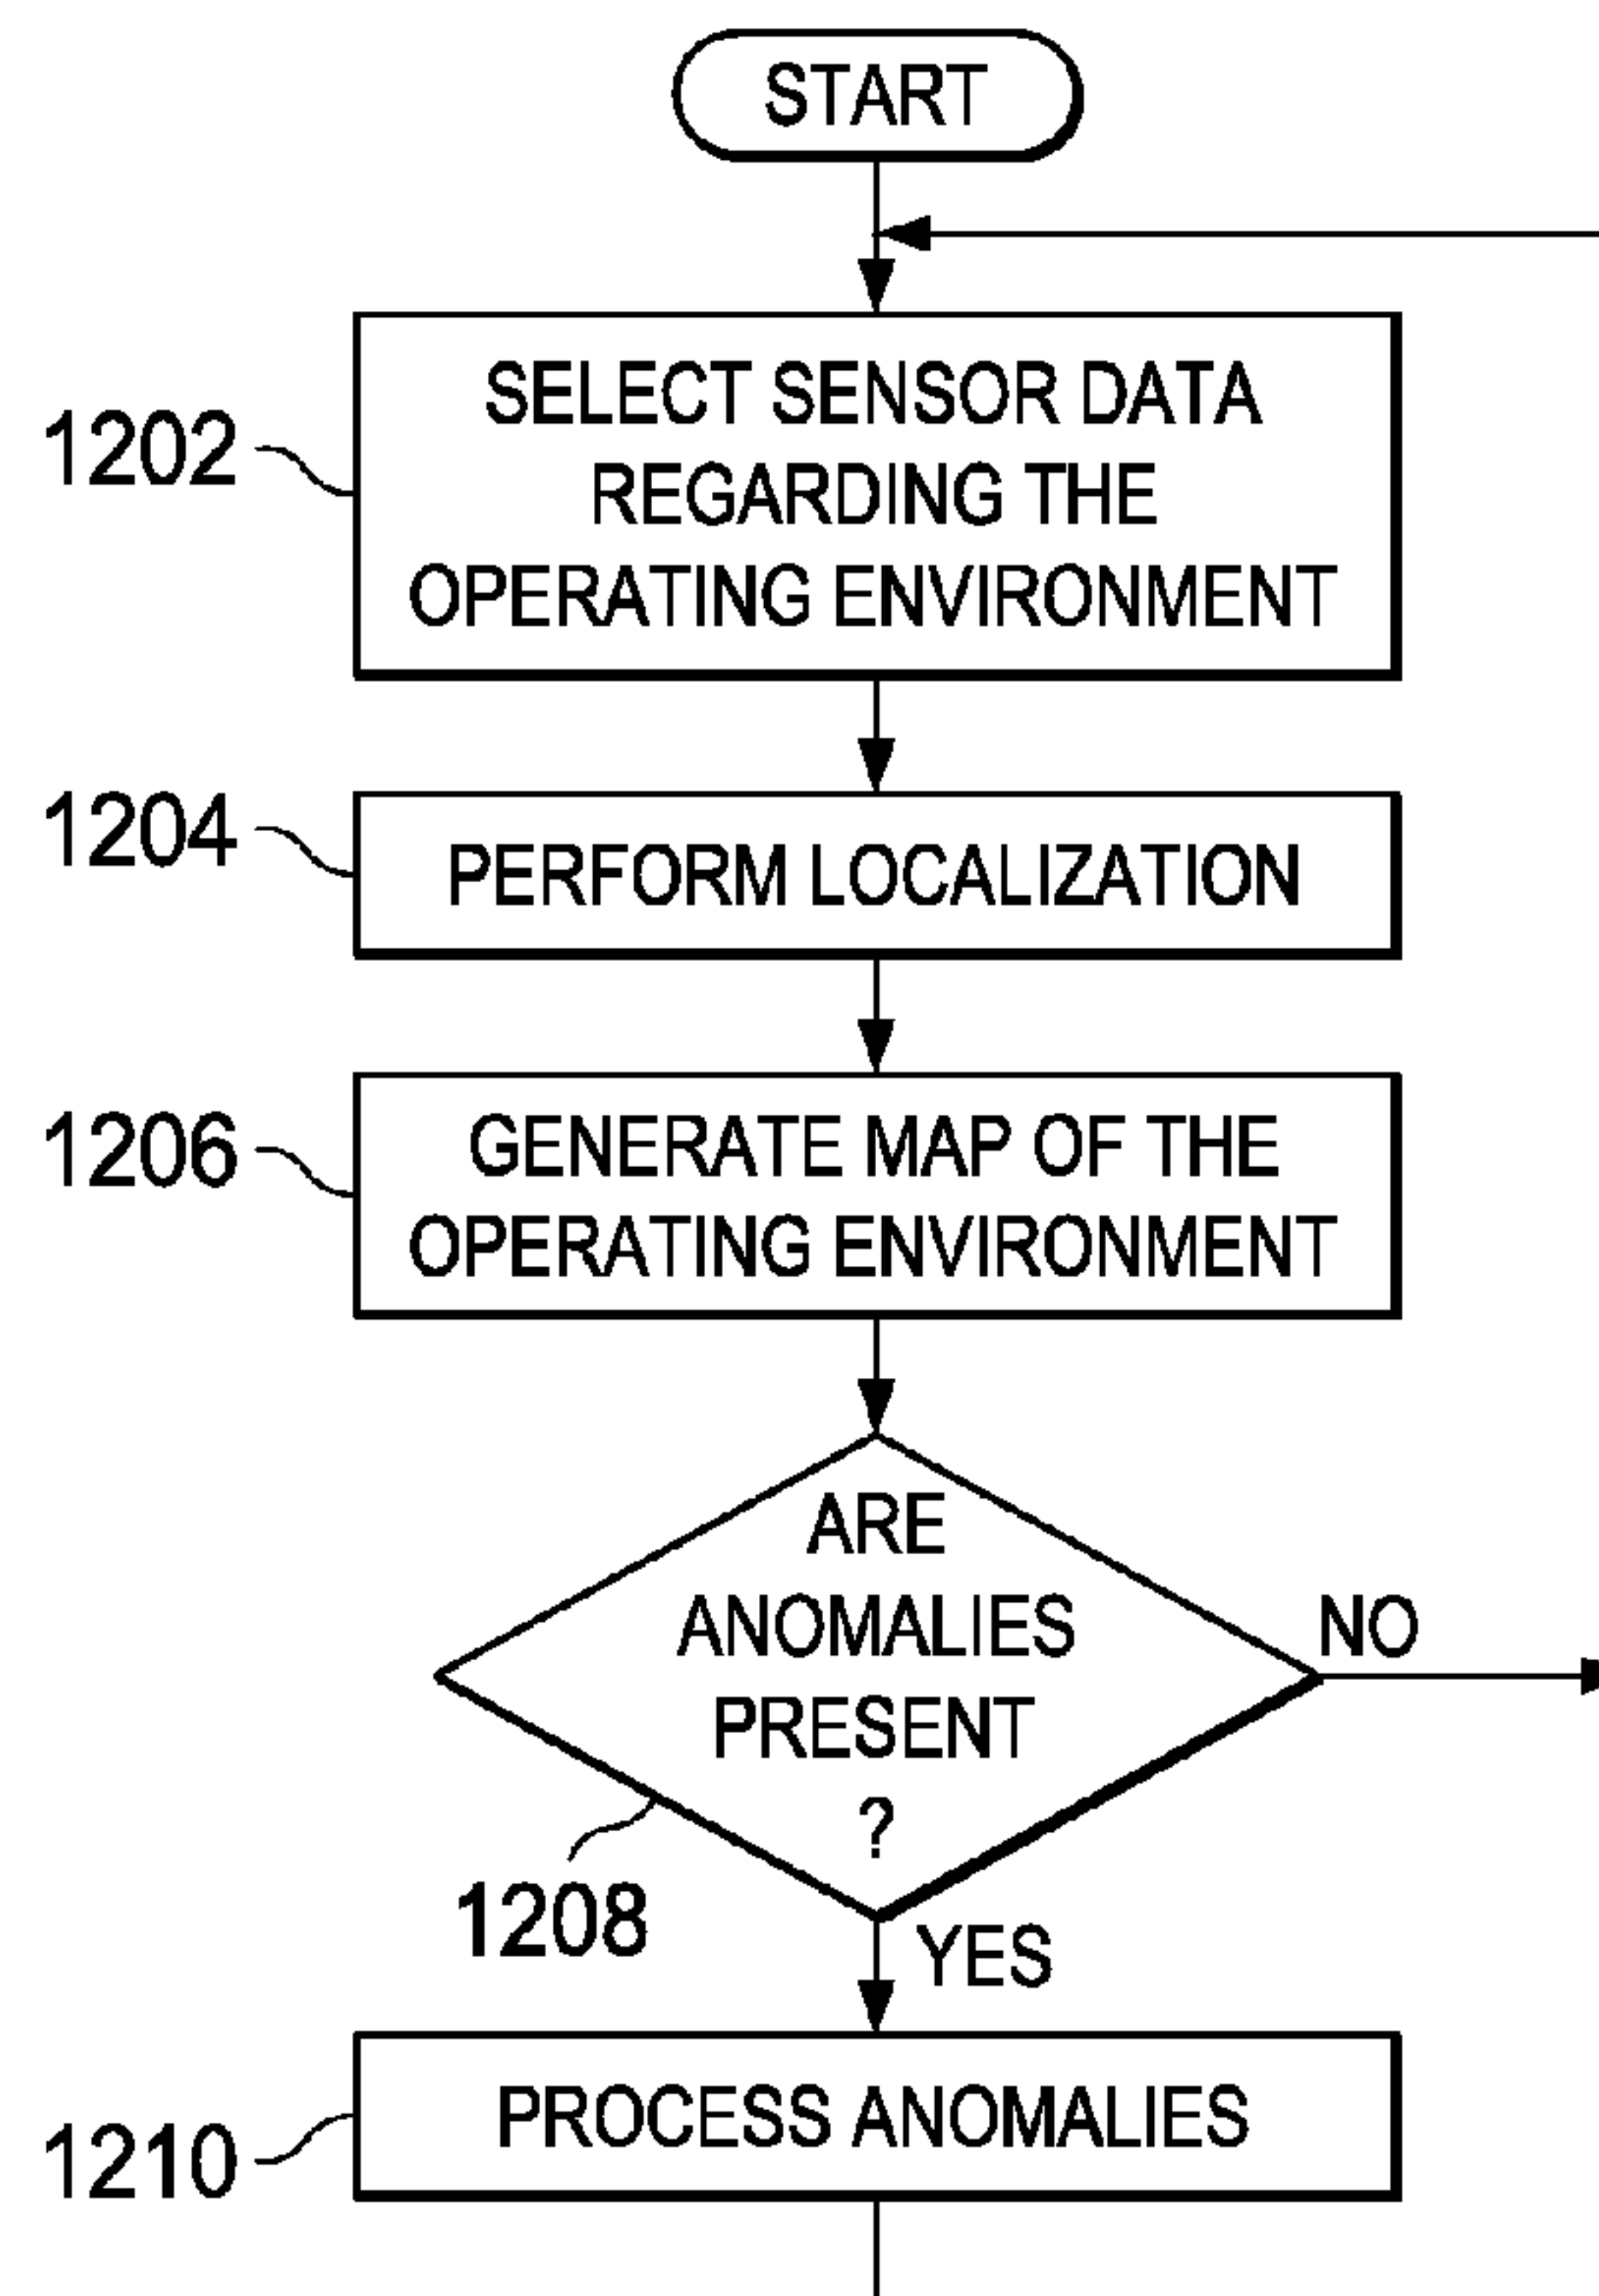 START
SELECT SENSOR DATA
REGARDING THE
OPERATING ENVIRONMENT
1202
PERFORM LOCALIZATION
1204
GENERATE MAP OF THE
OPERATING ENVIRONMENT
1206
ARE
ANOMALIES
PRESENT
?
NO
1208
YES
PROCESS ANOMALIES
1210